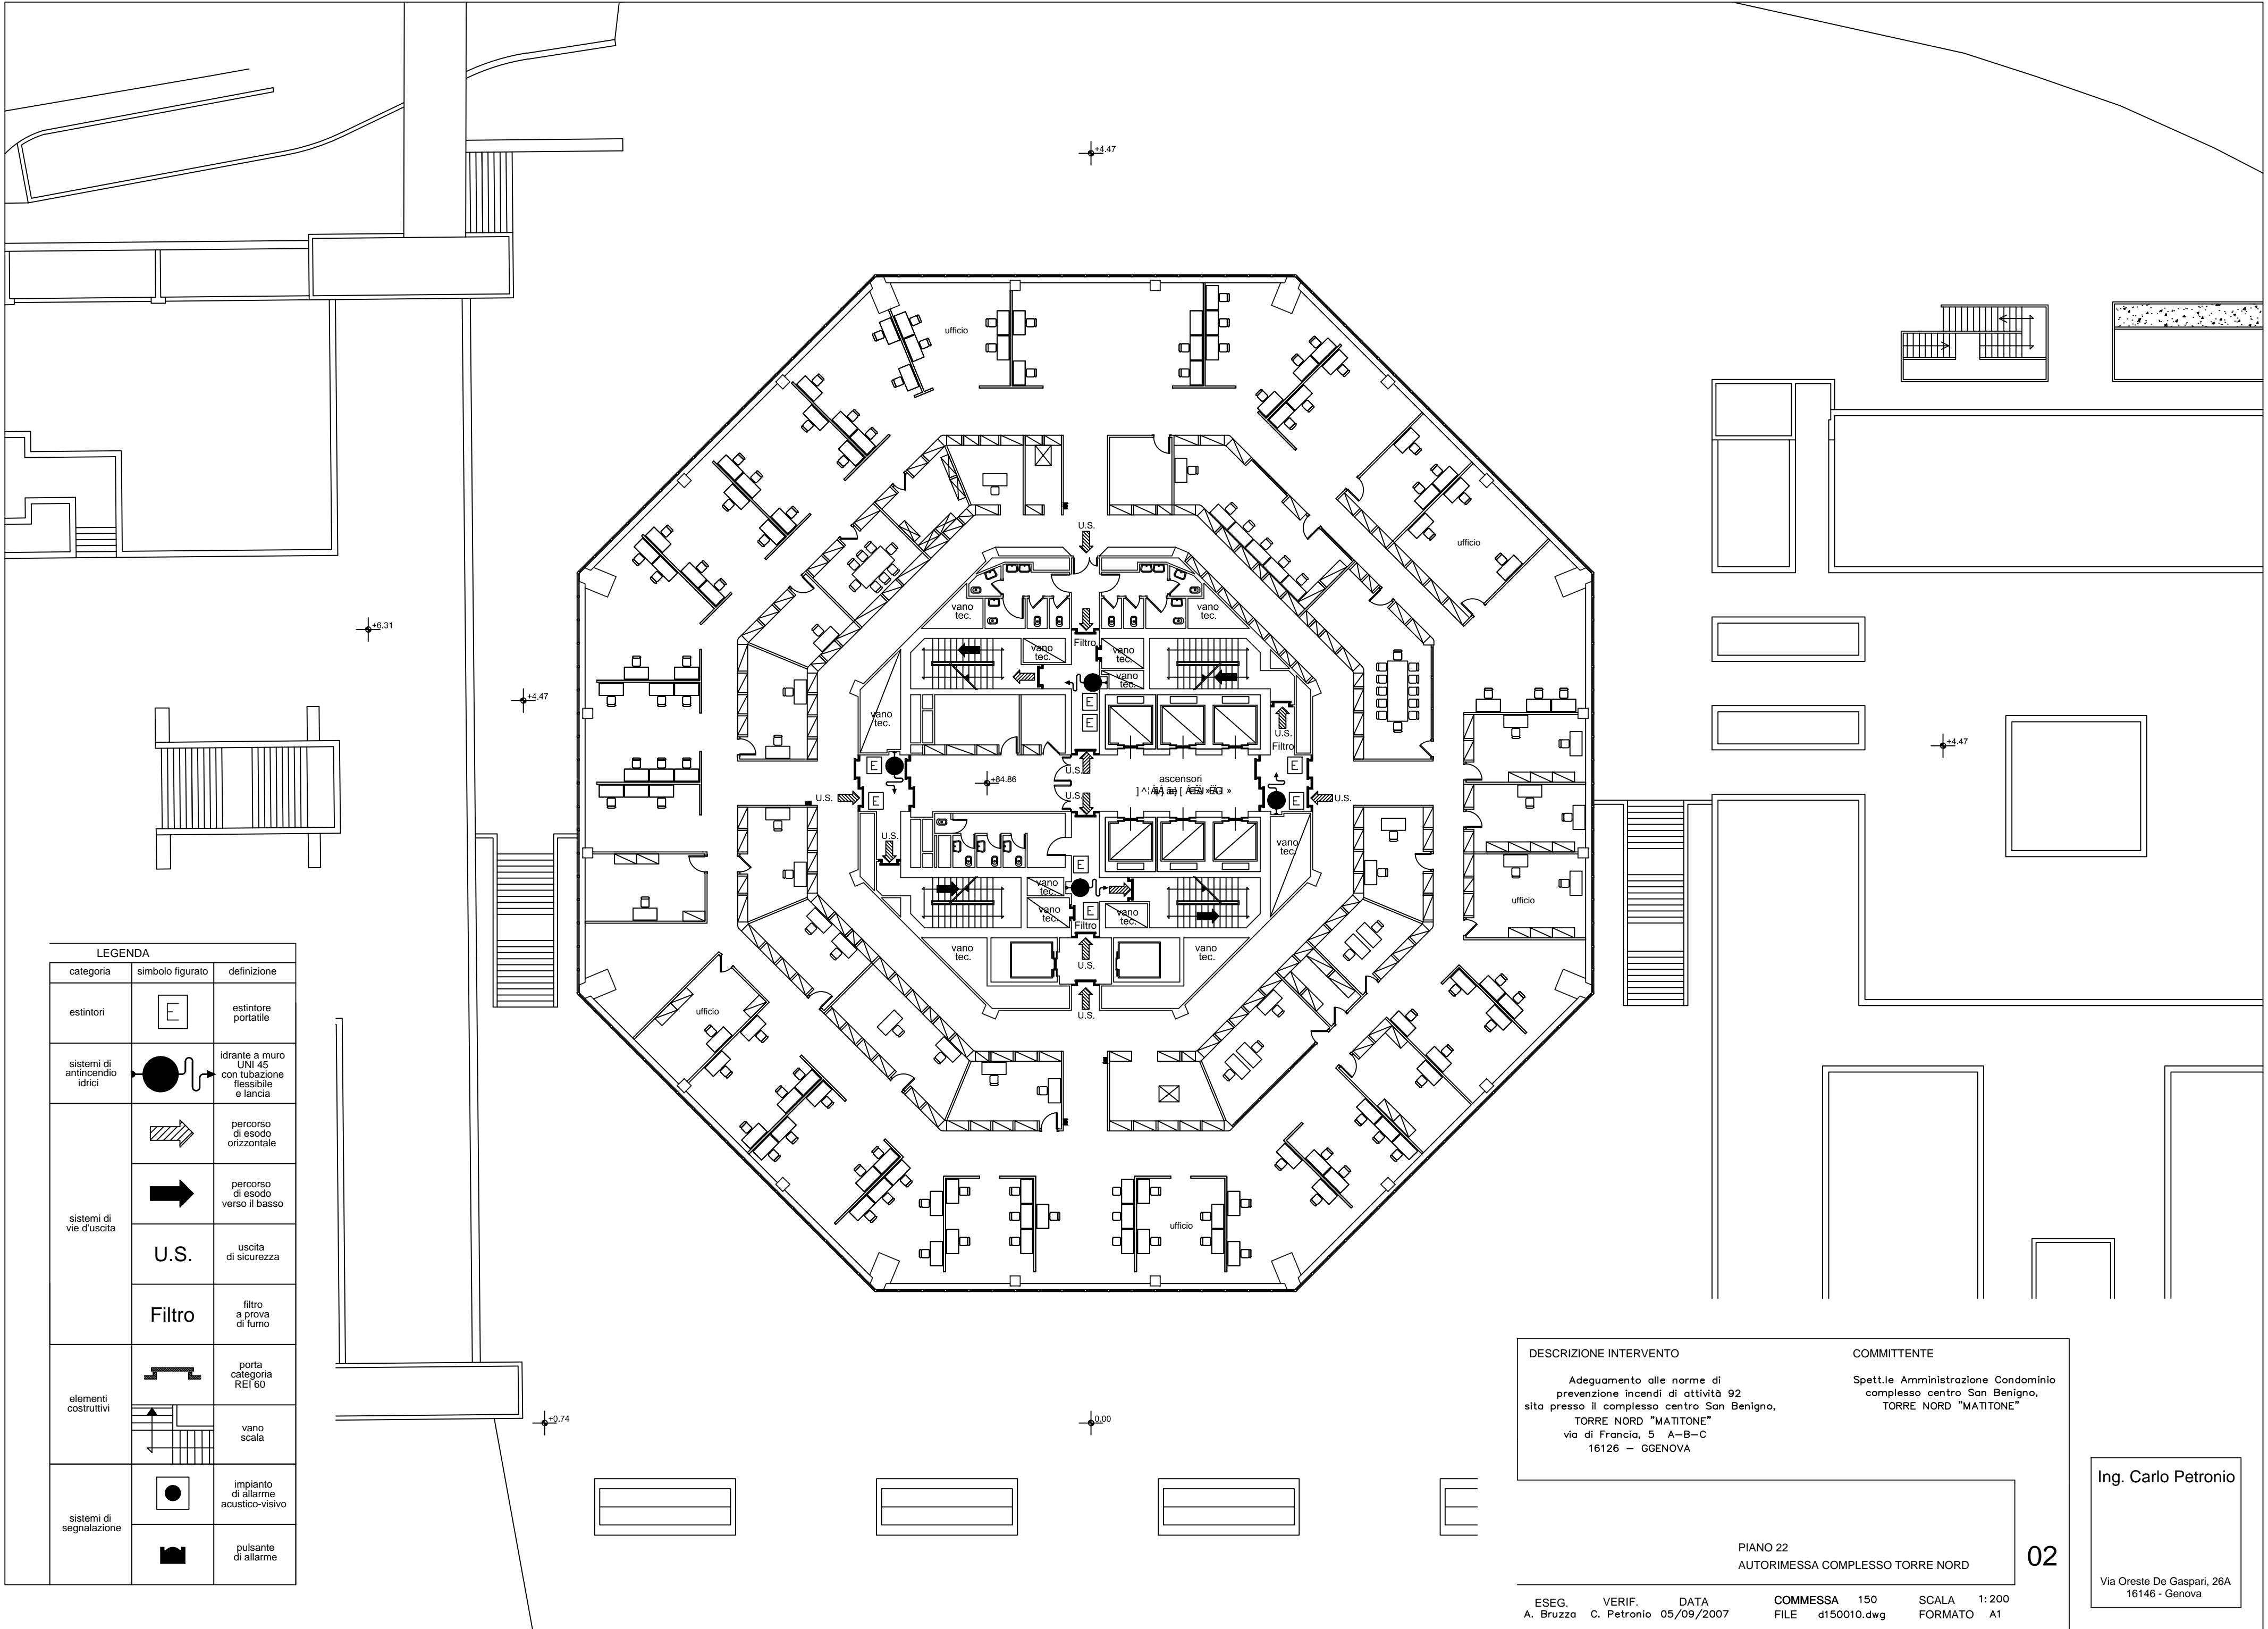 +4.47
ufficio
ufficio
U.S.
vano
tec.
vano
tec.
+6.31
Filtro
vano
tec.
vano
tec.
vano
tec.
+4.47
E
E
vano
tec.
U.S.
Filtro
+4.47
E
U.S.
E
+84.86
ascensori
U.S.
E
U.S.
E
U.S.
U.S.
vano
tec.
E
vano
tec.
vano
tec.
E
vano
tec.
Filtro
ufficio
vano
tec.
U.S.
vano
tec.
U.S.
ufficio
ufficio
+0.74
0.00
LEGENDA
categoria
simbolo figurato
definizione
estintori
E
estintore
portatile
sistemi di
antincendio
idrici
idrante a muro
UNI 45
con tubazione
flessibile
e lancia
sistemi di
vie d'uscita
percorso
di esodo
orizzontale
percorso
di esodo
verso il basso
U.S.
uscita
di sicurezza
Filtro
filtro
a prova
di fumo
elementi
costruttivi
porta
categoria
REI 60
vano
scala
sistemi di
segnalazione
impianto
di allarme
acustico-visivo
pulsante
di allarme
DESCRIZIONE INTERVENTO
Adeguamento alle norme di
prevenzione incendi di attività 92
sita presso il complesso centro San Benigno,
TORRE NORD "MATITONE"
via di Francia, 5 A-B-C
16126 - GGENOVA
COMMITTENTE
Spett.le Amministrazione Condominio
complesso centro San Benigno,
TORRE NORD "MATITONE"
PIANO 22
AUTORIMESSA COMPLESSO TORRE NORD
02
ESEG. VERIF. DATA COMMESSA 150 SCALA 1:200
A. Bruzza C. Petronio 05/09/2007 FILE d150010.dwg FORMATO A1
Ing. Carlo Petronio
Via Oreste De Gaspari, 26A
16146 - Genova